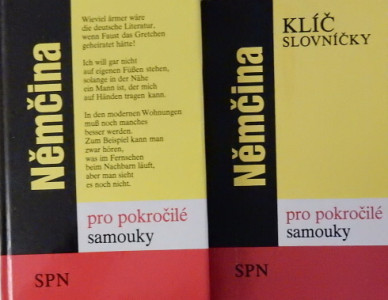 Němčina
Wieviel ärmer wäre
die deutsche Literatur,
wenn Faust das Gretchen
geheiratet hätte!
Ich will gar nicht
auf eigenen Füßen stehen,
solange in der Nähe
ein Mann ist, der mich
auf Händen tragen kann.
In den modernen Wohnungen
muß noch manches
besser werden.
Zum Beispiel kann man
zwar hören,
was im Fernsehen
beim Nachbarn läuft,
aber man sieht
es noch nicht.
pro pokročilé
samouky
SPN
Němčina
KLÍČ
SLOVNÍČKY
pro pokročilé
samouky
SPN